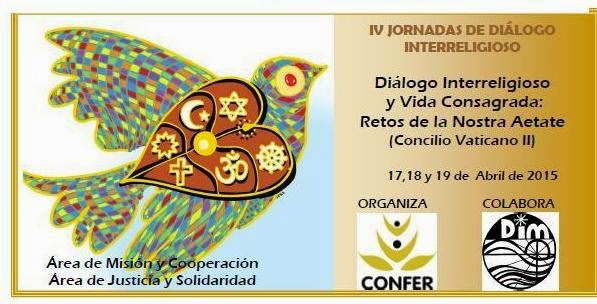 IV JORNADAS DE DIÁLOGO
INTERRELIGIOSO
Diálogo Interreligioso
y Vida Consagrada:
Retos de la Nostra Aetate
(Concilio Vaticano II)
17,18 y 19 de Abril de 2015
ORGANIZA
COLABORA
CONFER
Dim
Área de Misión y Cooperación
Área de Justicia y Solidaridad